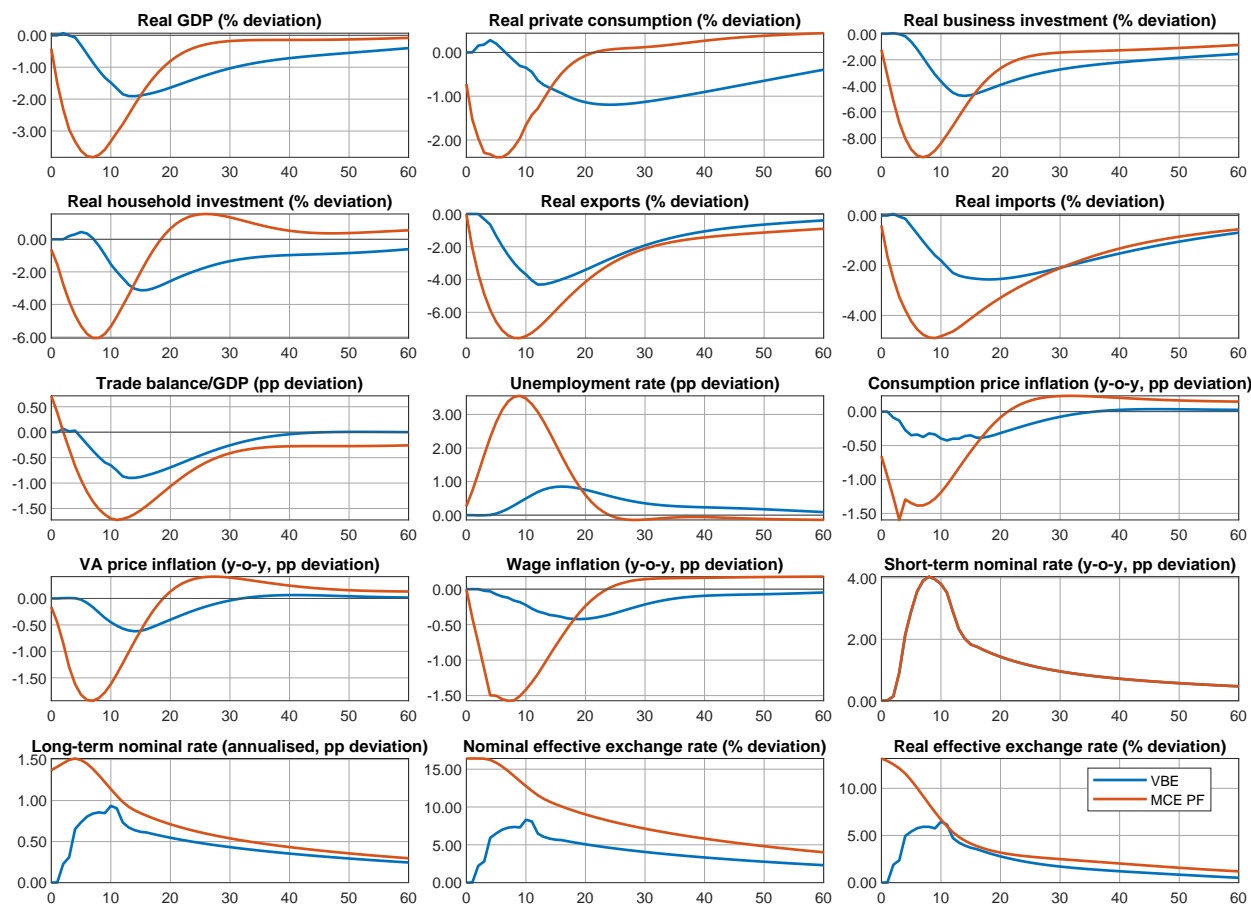 Real GDP (% deviation)
0.00
-1.00
-2.00
-3.00
0 10 20 30 40 50 60
Real private consumption (% deviation)
0.00
-1.00
-2.00
0 10 20 30 40 50 60
Real business investment (% deviation)
0.00
-2.00
-4.00
-6.00
-8.00
0 10 20 30 40 50 60
Real household investment (% deviation)
0.00
-2.00
-4.00
-6.00
0 10 20 30 40 50 60
Real exports (% deviation)
0.00
-2.00
-4.00
-6.00
0 10 20 30 40 50 60
Real imports (% deviation)
0.00
-2.00
-4.00
0 10 20 30 40 50 60
Trade balance/GDP (pp deviation)
0.50
0.00
-0.50
-1.00
-1.50
0 10 20 30 40 50 60
Unemployment rate (pp deviation)
3.00
2.00
1.00
0.00
0 10 20 30 40 50 60
Consumption price inflation (y-o-y, pp deviation)
0.00
-0.50
-1.00
-1.50
0 10 20 30 40 50 60
VA price inflation (y-o-y, pp deviation)
0.00
-0.50
-1.00
-1.50
0 10 20 30 40 50 60
Wage inflation (y-o-y, pp deviation)
0.00
-0.50
-1.00
-1.50
0 10 20 30 40 50 60
Short-term nominal rate (y-o-y, pp deviation)
4.00
2.00
0.00
0 10 20 30 40 50 60
Long-term nominal rate (annualised, pp deviation)
1.50
1.00
0.50
0.00
0 10 20 30 40 50 60
Nominal effective exchange rate (% deviation)
15.00
10.00
5.00
0.00
0 10 20 30 40 50 60
Real effective exchange rate (% deviation)
10.00
5.00
0.00
0 10 20 30 40 50 60
VBE
MCE PF